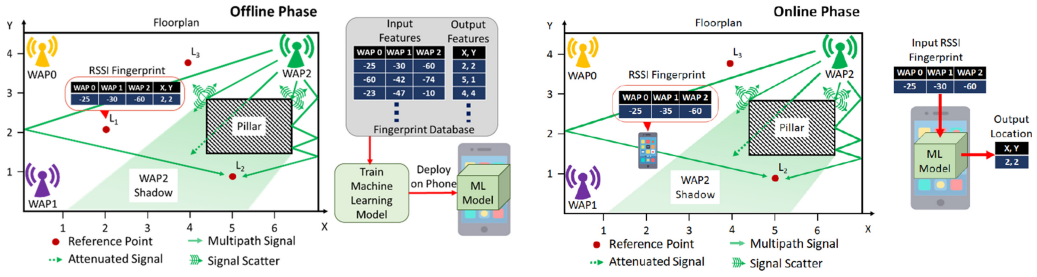 Offline Phase
Floorplan
Y
4
3
2
1
WAP0
WAP1
WAP2
L3
RSSI Fingerprint
WAP 0 WAP 1 WAP 2 X, Y
-25 -30 -60 2, 2
L1
Pillar
L2
WAP2
Shadow
1 2 3 4 5 6 X
Reference Point
Multipath Signal
Attenuated Signal
Signal Scatter
Input
Features
Output
Features
WAP 0 WAP 1 WAP 2 X, Y
-25 -30 -60 2, 2
-60 -42 -74 5, 1
-23 -47 -10 4, 4
Fingerprint Database
Train
Machine
Learning
Model
Deploy
on Phone
ML
Model
Online Phase
Floorplan
Y
4
3
2
1
WAP0
WAP1
WAP2
L3
RSSI Fingerprint
WAP 0 WAP 1 WAP 2
-25 -35 -60
Pillar
L2
WAP2
Shadow
1 2 3 4 5 6 X
Reference Point
Multipath Signal
Attenuated Signal
Signal Scatter
Input RSSI
Fingerprint
WAP 0 WAP 1 WAP 2
-25 -30 -60
ML
Model
Output
Location
X, Y
2, 2